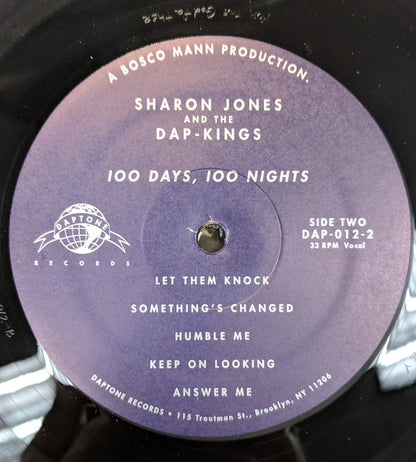 A BOSCO MANN PRODUCTION.
SHARON JONES
AND THE
DAP-KINGS
100 DAYS, 100 NIGHTS
DAPTONE
RECORDS
SIDE TWO
DAP-012-2
33 RPM Vocal
LET THEM KNOCK
SOMETHING'S CHANGED
HUMBLE ME
KEEP ON LOOKING
ANSWER ME
DAPTONE RECORDS * 115 Troutman St., Brooklyn, NY 11206